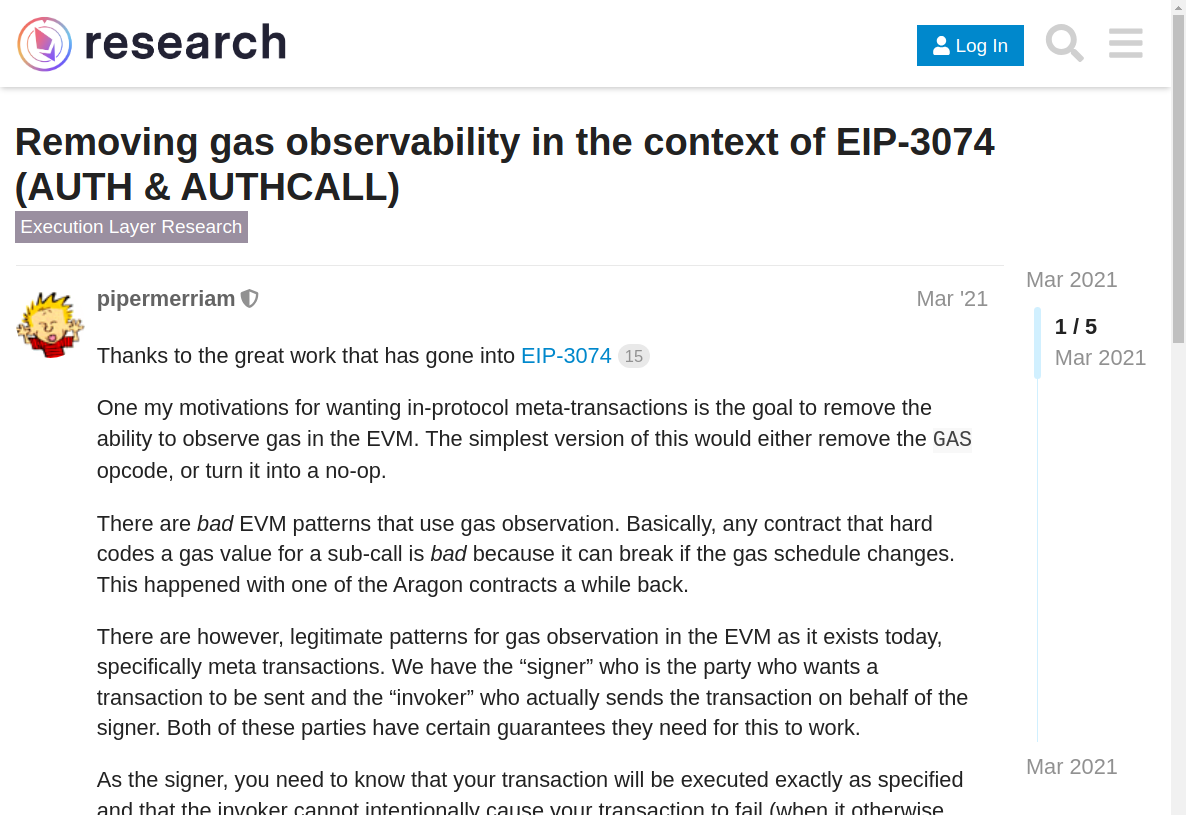 research
Log In
Removing gas observability in the context of EIP-3074
(AUTH & AUTHCALL)
Execution Layer Research
Mar 2021
pipermerriam
Mar '21
1 / 5
Mar 2021
Thanks to the great work that has gone into EIP-3074 15
One my motivations for wanting in-protocol meta-transactions is the goal to remove the
ability to observe gas in the EVM. The simplest version of this would either remove the GAS
opcode, or turn it into a no-op.
There are bad EVM patterns that use gas observation. Basically, any contract that hard
codes a gas value for a sub-call is bad because it can break if the gas schedule changes.
This happened with one of the Aragon contracts a while back.
There are however, legitimate patterns for gas observation in the EVM as it exists today,
specifically meta transactions. We have the “signer” who is the party who wants a
transaction to be sent and the “invoker” who actually sends the transaction on behalf of the
signer. Both of these parties have certain guarantees they need for this to work.
Mar 2021
As the signer, you need to know that your transaction will be executed exactly as specified
and that the invoker cannot intentionally cause your transaction to fail (when it otherwise